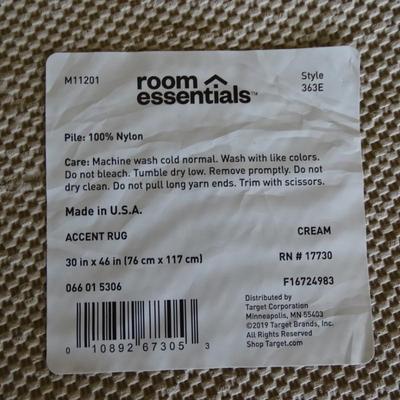 M11201
room
essentials™
Style
363E
Pile: 100% Nylon
Care: Machine wash cold normal. Wash with like colors.
Do not bleach. Tumble dry low. Remove promptly. Do not
dry clean. Do not pull long yarn ends. Trim with scissors.
Made in U.S.A.
ACCENT RUG
CREAM
30 in x 46 in (76 cm x 117 cm)
RN # 17730
066 01 5306
F16724983
Distributed by
Target Corporation
Minneapolis, MN 55403
©2019 Target Brands, Inc.
All Rights Reserved
Shop Target.com
0 10892 67305 3